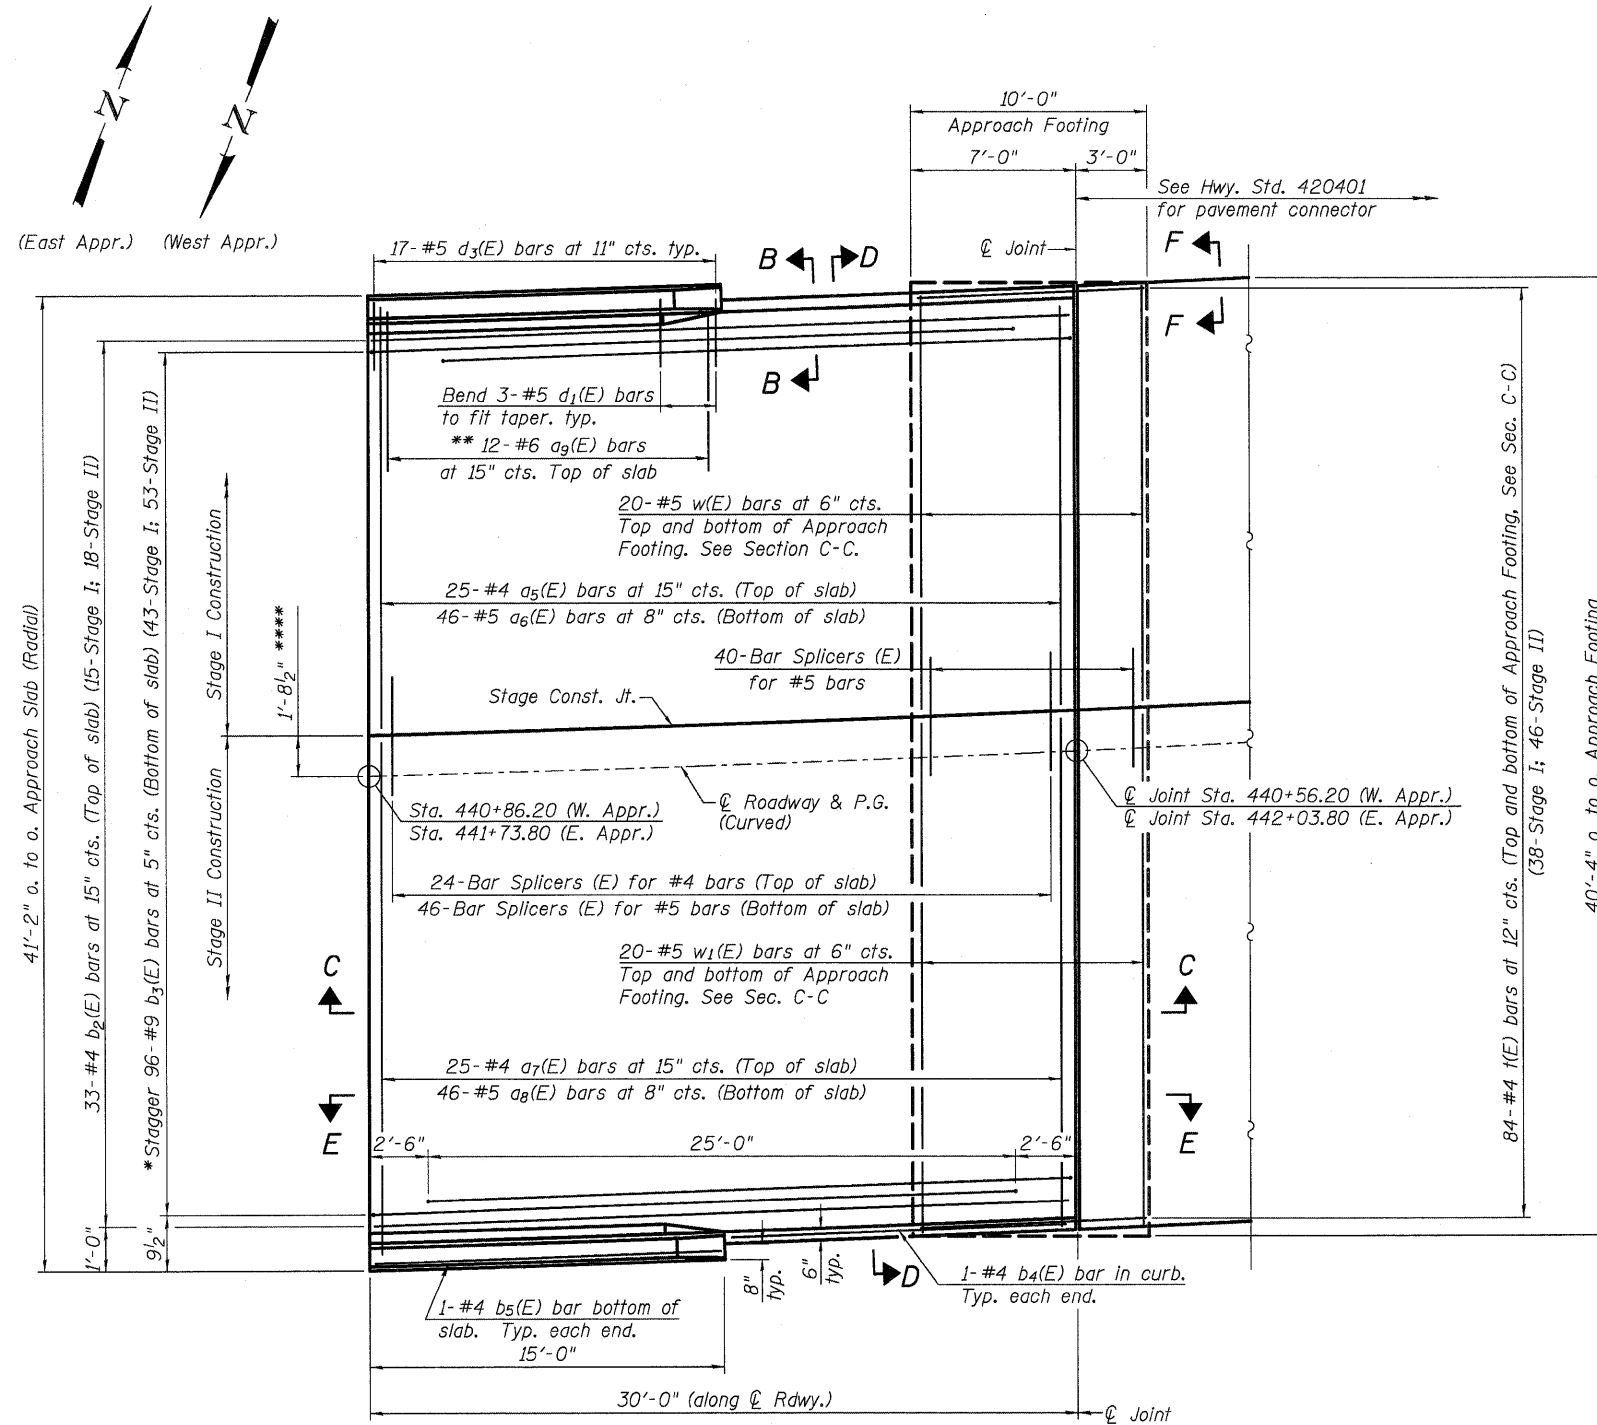 N
N
(East Appr.)
(West Appr.)
10'-0"
Approach Footing
7'-0"
3'-0"
See Hwy. Std. 420401
for pavement connector
17-#5 d3(E) bars at 11" cts. typ.
B
D
℄ Joint
F
F
B
Bend 3-#5 d1(E) bars
to fit taper. typ.
** 12-#6 a9(E) bars
at 15" cts. Top of slab
20-#5 w(E) bars at 6" cts.
Top and bottom of Approach
Footing. See Section C-C.
25-#4 a5(E) bars at 15" cts. (Top of slab)
46-#5 a6(E) bars at 8" cts. (Bottom of slab)
40-Bar Splicers (E)
for #5 bars
Stage Const. Jt.
℄ Roadway & P.G.
(Curved)
Sta. 440+86.20 (W. Appr.)
Sta. 441+73.80 (E. Appr.)
℄ Joint Sta. 440+56.20 (W. Appr.)
℄ Joint Sta. 442+03.80 (E. Appr.)
24-Bar Splicers (E) for #4 bars (Top of slab)
46-Bar Splicers (E) for #5 bars (Bottom of slab)
20-#5 w1(E) bars at 6" cts.
Top and bottom of Approach
Footing. See Sec. C-C
C
C
25-#4 a7(E) bars at 15" cts. (Top of slab)
46-#5 a8(E) bars at 8" cts. (Bottom of slab)
E
E
2'-6"
25'-0"
2'-6"
41'-2" o. to o. Approach Slab (Radial)
33-#4 b2(E) bars at 15" cts. (Top of slab) (15-Stage I; 18-Stage II)
*Stagger 96-#9 b3(E) bars at 5" cts. (Bottom of slab) (43-Stage I; 53-Stage II)
Stage I Construction
Stage II Construction
1'-8½" ****
1'-0"
9½"
84-#4 t(E) bars at 12" cts. (Top and bottom of Approach Footing, See Sec. C-C)
(38-Stage I; 46-Stage II)
40'-4" o. to o. Approach Footing
8"
typ.
6"
typ.
D
1-#4 b4(E) bar in curb.
Typ. each end.
1-#4 b5(E) bar bottom of
slab. Typ. each end.
15'-0"
30'-0" (along ℄ Rdwy.)
℄ Joint